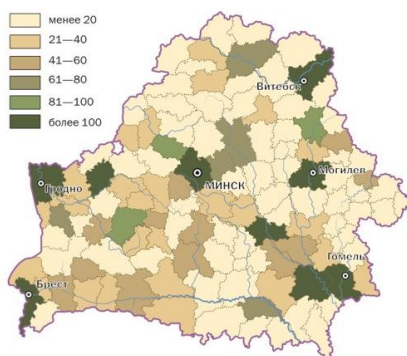 менее 20
21—40
41—60
61—80
81—100
более 100
Витебск
Гродно
МИНСК
Могилев
Гомель
Брест